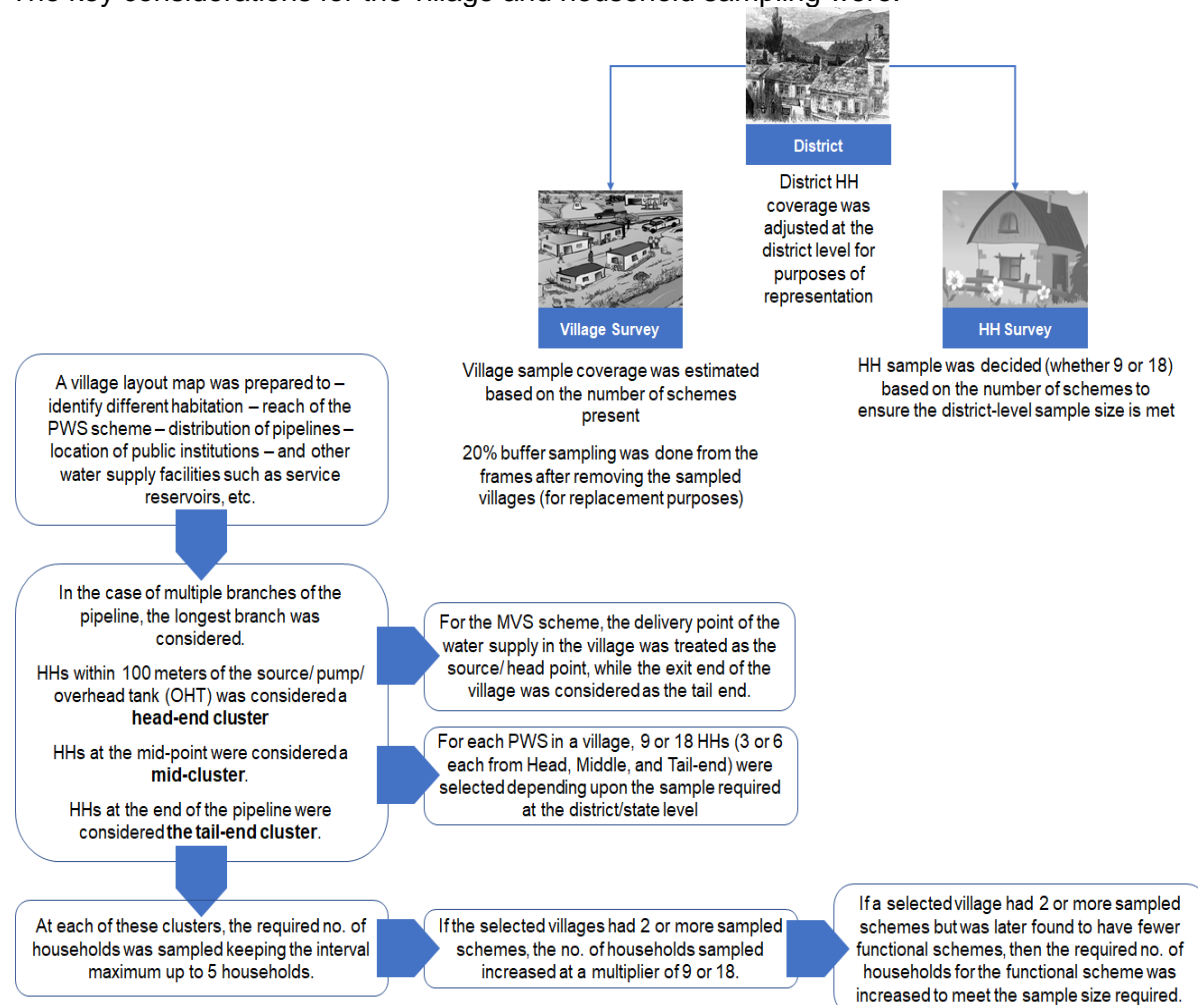 The key considerations for the village and household sampling were:
District
District HH
coverage was
adjusted at the
district level for
purposes of
representation
Village Survey
Village sample coverage was estimated
based on the number of schemes
present
20% buffer sampling was done from the
frames after removing the sampled
villages (for replacement purposes)
HH Survey
HH sample was decided (whether 9 or 18)
based on the number of schemes to
ensure the district-level sample size is met
A village layout map was prepared to –
identify different habitation – reach of the
PWS scheme – distribution of pipelines –
location of public institutions – and other
water supply facilities such as service
reservoirs, etc.
In the case of multiple branches of the
pipeline, the longest branch was
considered.
HHs within 100 meters of the source/ pump/
overhead tank (OHT) was considered a
head-end cluster
HHs at the mid-point were considered a
mid-cluster.
HHs at the end of the pipeline were
considered the tail-end cluster.
For the MVS scheme, the delivery point of the
water supply in the village was treated as the
source/ head point, while the exit end of the
village was considered as the tail end.
For each PWS in a village, 9 or 18 HHs (3 or 6
each from Head, Middle, and Tail-end) were
selected depending upon the sample required
at the district/state level
At each of these clusters, the required no. of
households was sampled keeping the interval
maximum up to 5 households.
If the selected villages had 2 or more sampled
schemes, the no. of households sampled
increased at a multiplier of 9 or 18.
If a selected village had 2 or more sampled
schemes but was later found to have fewer
functional schemes, then the required no. of
households for the functional scheme was
increased to meet the sample size required.